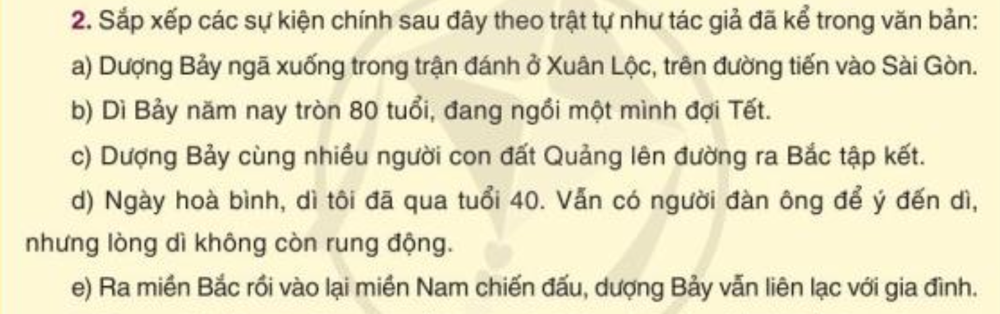 2. Sắp xếp các sự kiện chính sau đây theo trật tự như tác giả đã kể trong văn bản:
a) Dượng Bảy ngã xuống trong trận đánh ở Xuân Lộc, trên đường tiến vào Sài Gòn.
b) Dì Bảy năm nay tròn 80 tuổi, đang ngồi một mình đợi Tết.
c) Dượng Bảy cùng nhiều người con đất Quảng lên đường ra Bắc tập kết.
d) Ngày hoà bình, dì tôi đã qua tuổi 40. Vẫn có người đàn ông để ý đến dì,
nhưng lòng dì không còn rung động.
e) Ra miền Bắc rồi vào lại miền Nam chiến đấu, dượng Bảy vẫn liên lạc với gia đình.